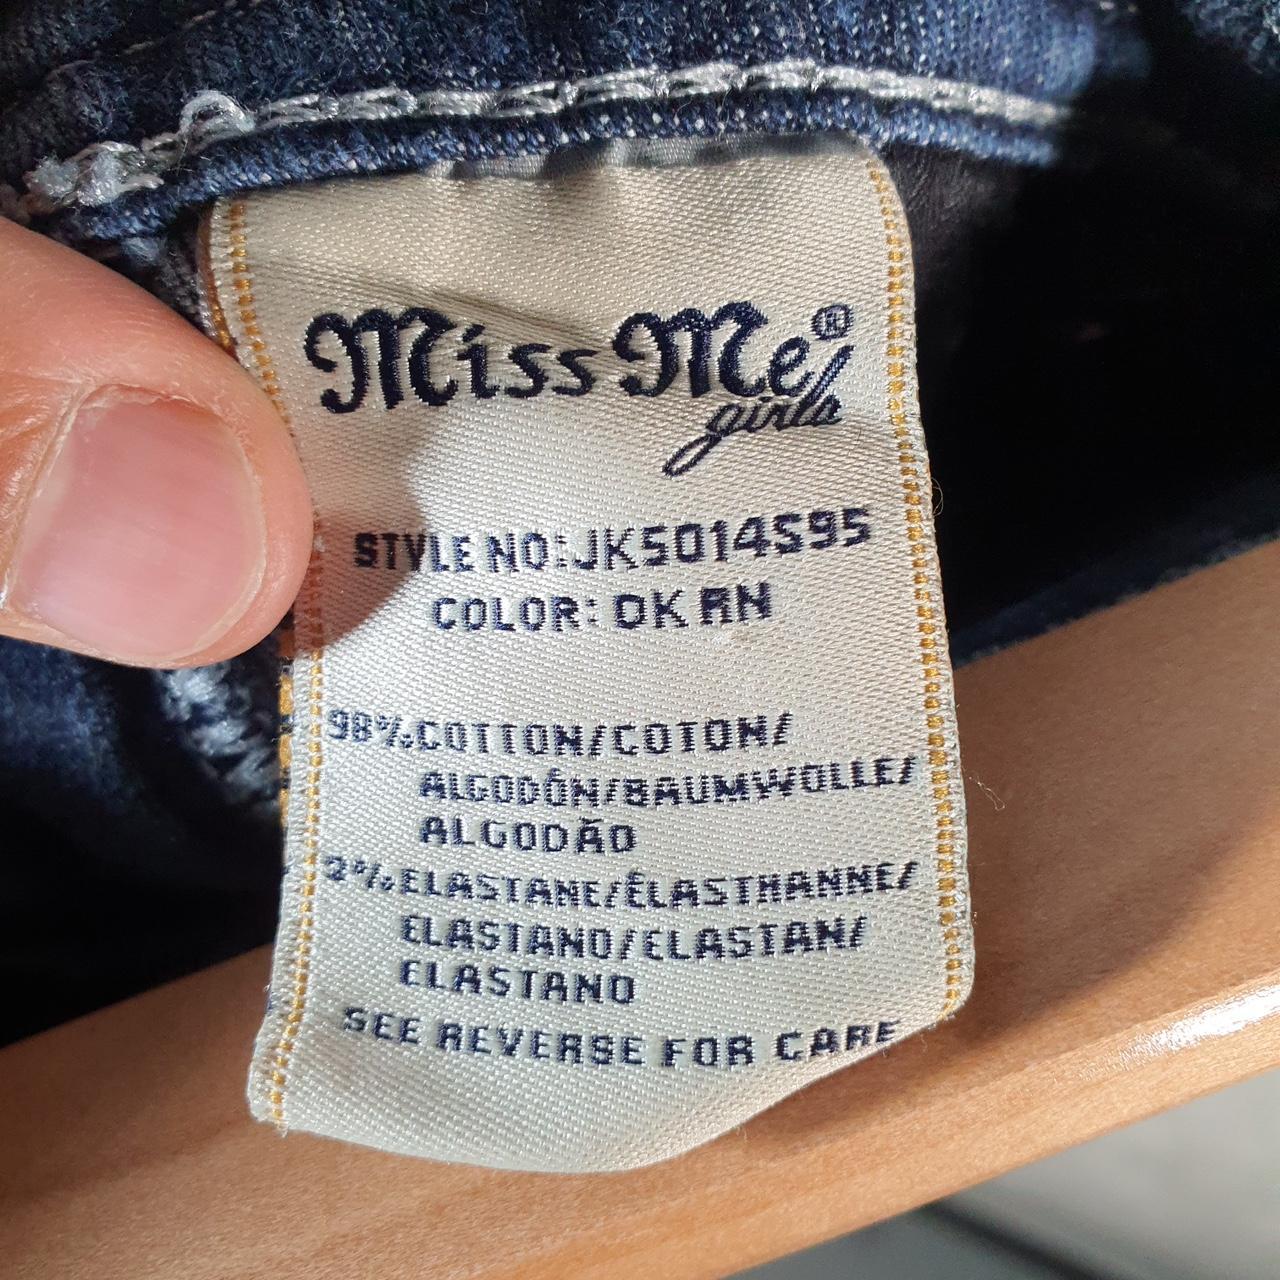 Miss Me®
girls
STYLE NO:JK5014S95
COLOR: DK RN
98% COTTON/COTON/
ALGODÓN/BAUMWOLLE/
ALGODÃO
2% ELASTANE/ÉLASTHANNE/
ELASTANO/ELASTAN/
ELASTANO
SEE REVERSE FOR CARE